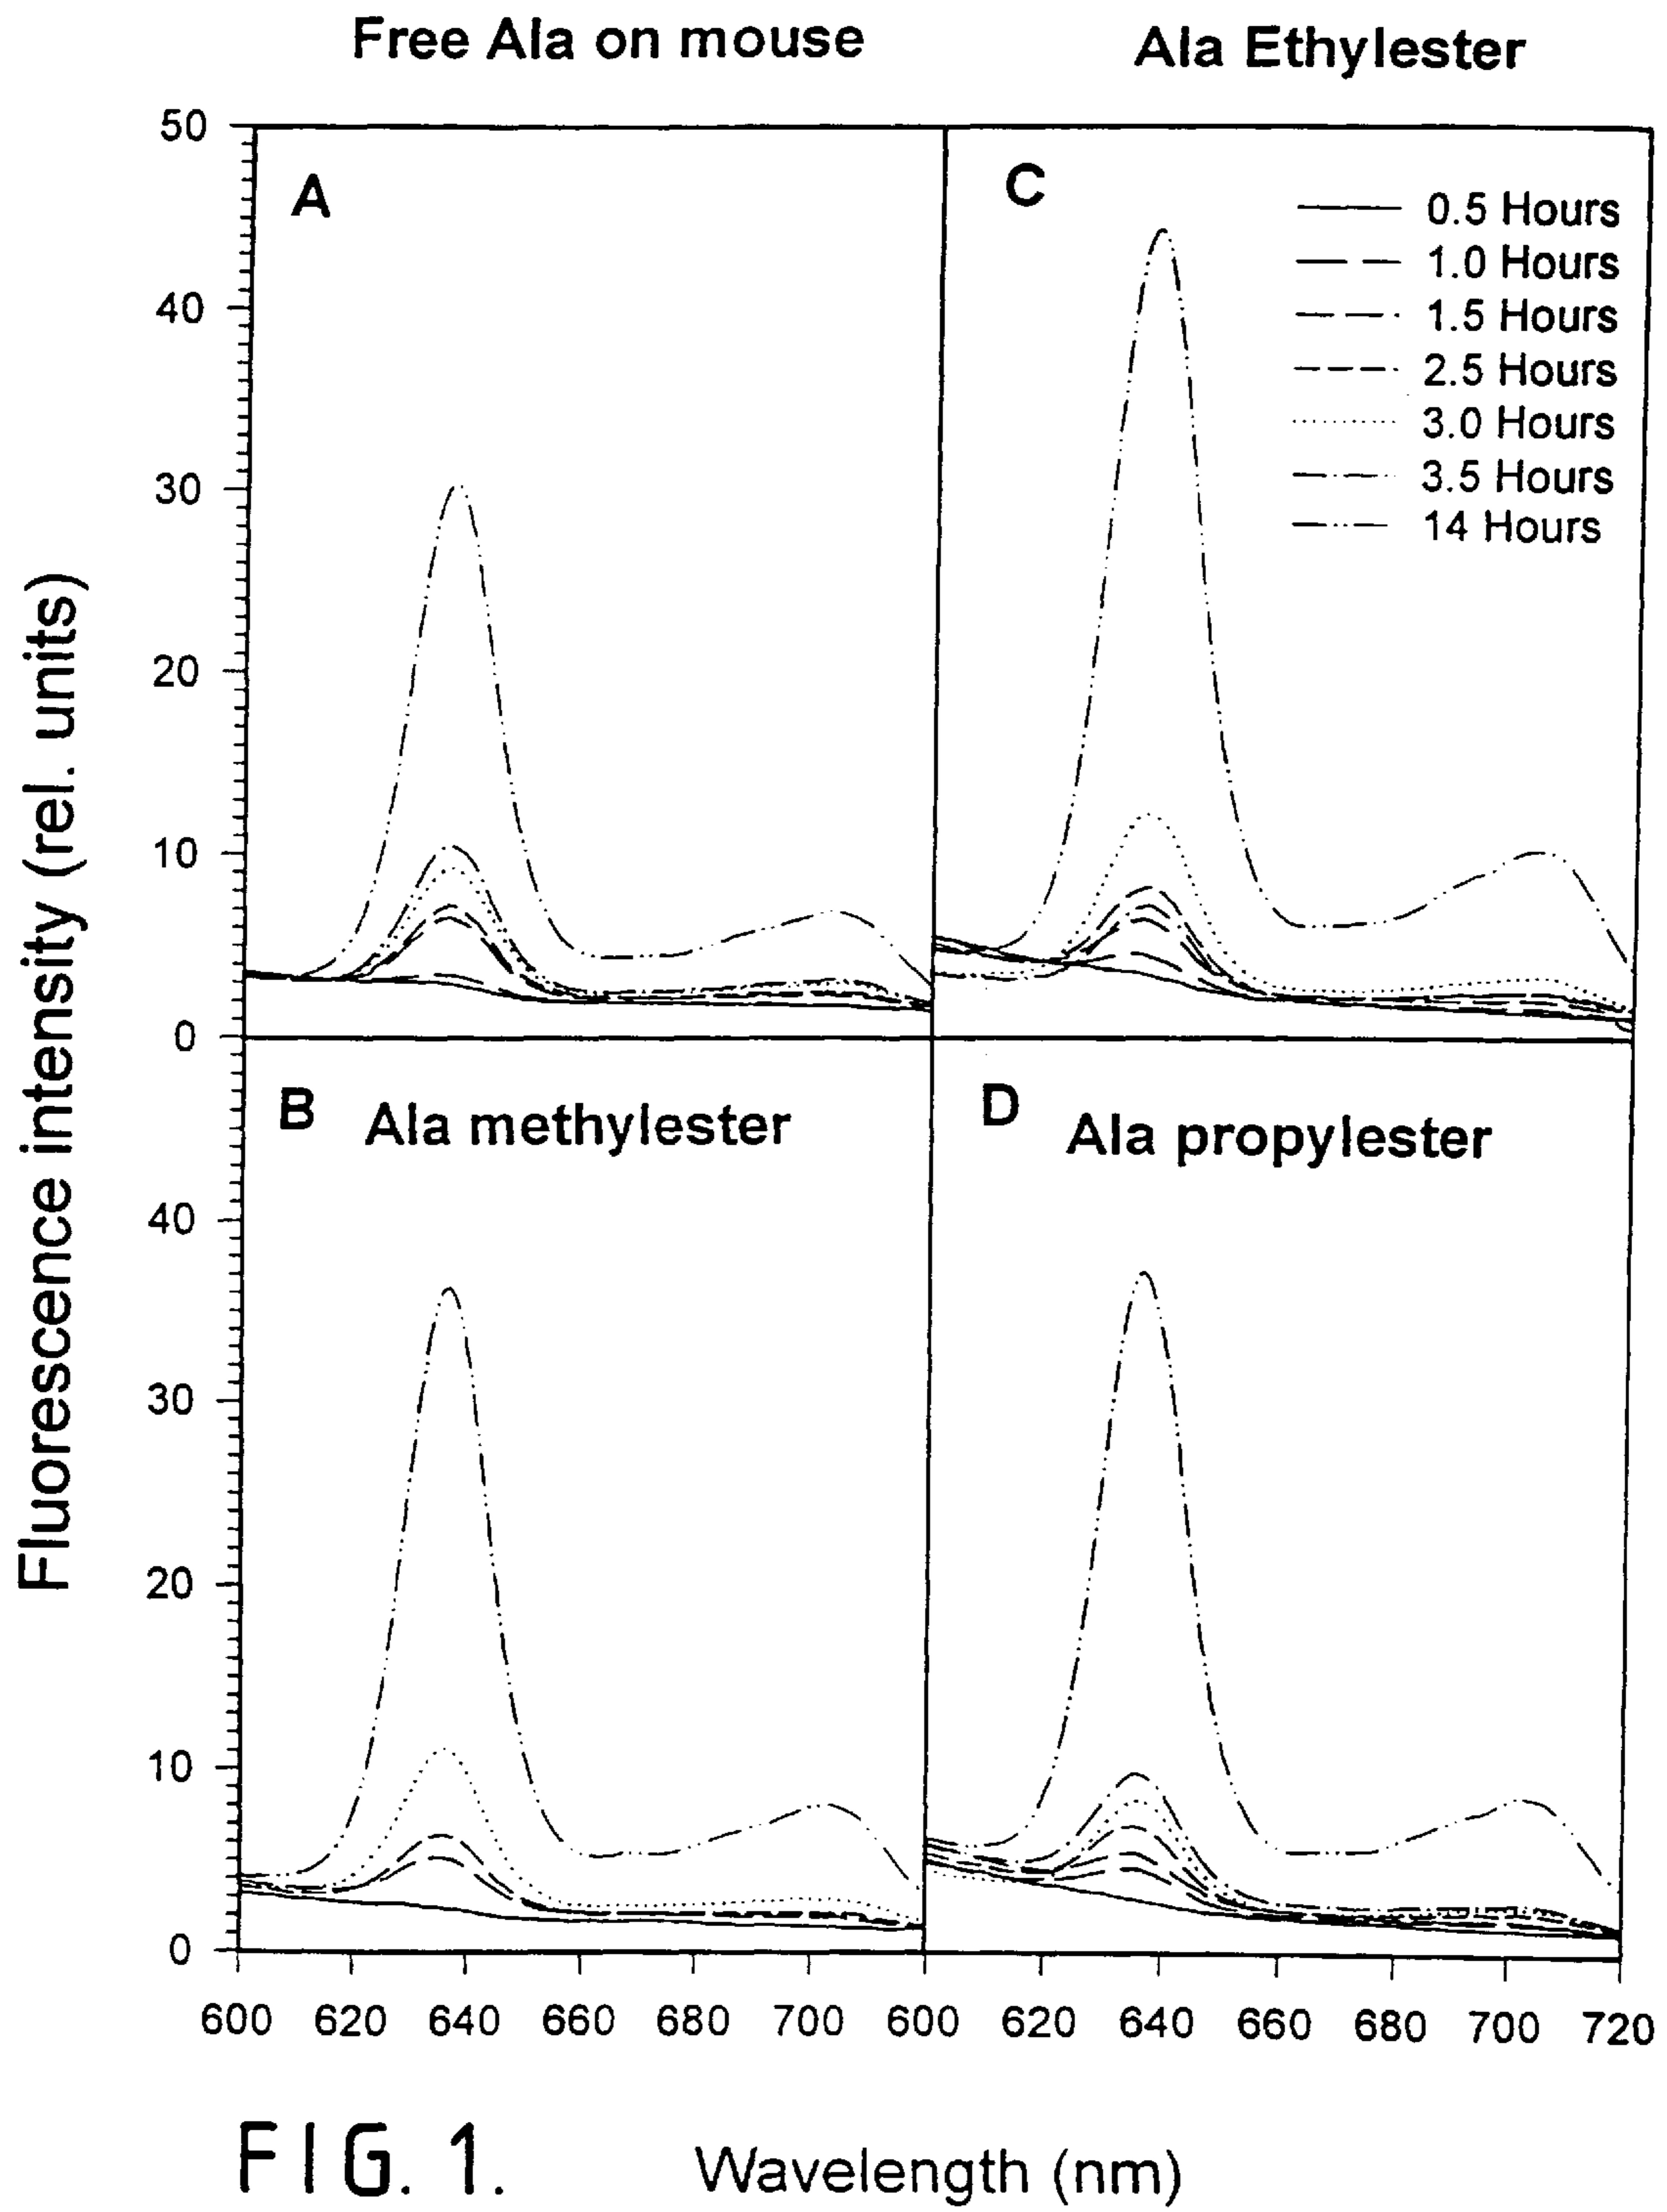 Free Ala on mouse
Ala Ethylester
50
40
30
20
10
0
A
C
0.5 Hours
1.0 Hours
1.5 Hours
2.5 Hours
3.0 Hours
3.5 Hours
14 Hours
Fluorescence intensity (rel. units)
B
Ala methylester
D
Ala propylester
40
30
20
10
0
600 620 640 660 680 700 600 620 640 660 680 700 720
FIG. 1.
Wavelength (nm)